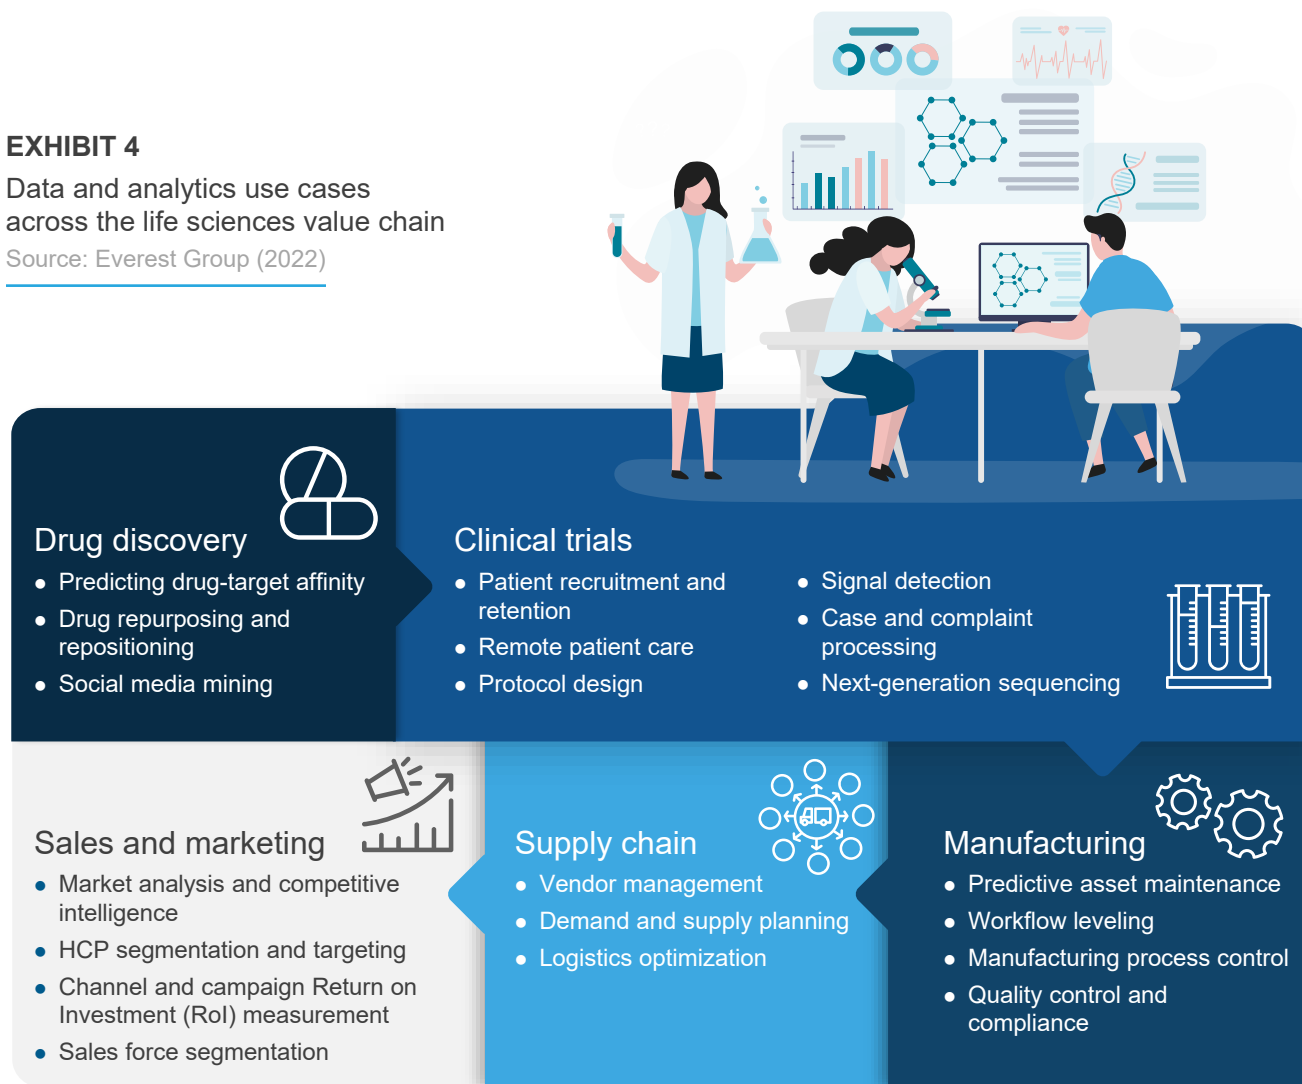 EXHIBIT 4
Data and analytics use cases
across the life sciences value chain
Source: Everest Group (2022)
Drug discovery
● Predicting drug-target affinity
● Drug repurposing and
repositioning
● Social media mining
Clinical trials
● Patient recruitment and
retention
● Remote patient care
● Protocol design
● Signal detection
● Case and complaint
processing
● Next-generation sequencing
Sales and marketing
● Market analysis and competitive
intelligence
● HCP segmentation and targeting
● Channel and campaign Return on
Investment (RoI) measurement
● Sales force segmentation
Supply chain
● Vendor management
● Demand and supply planning
● Logistics optimization
Manufacturing
● Predictive asset maintenance
● Workflow leveling
● Manufacturing process control
● Quality control and
compliance